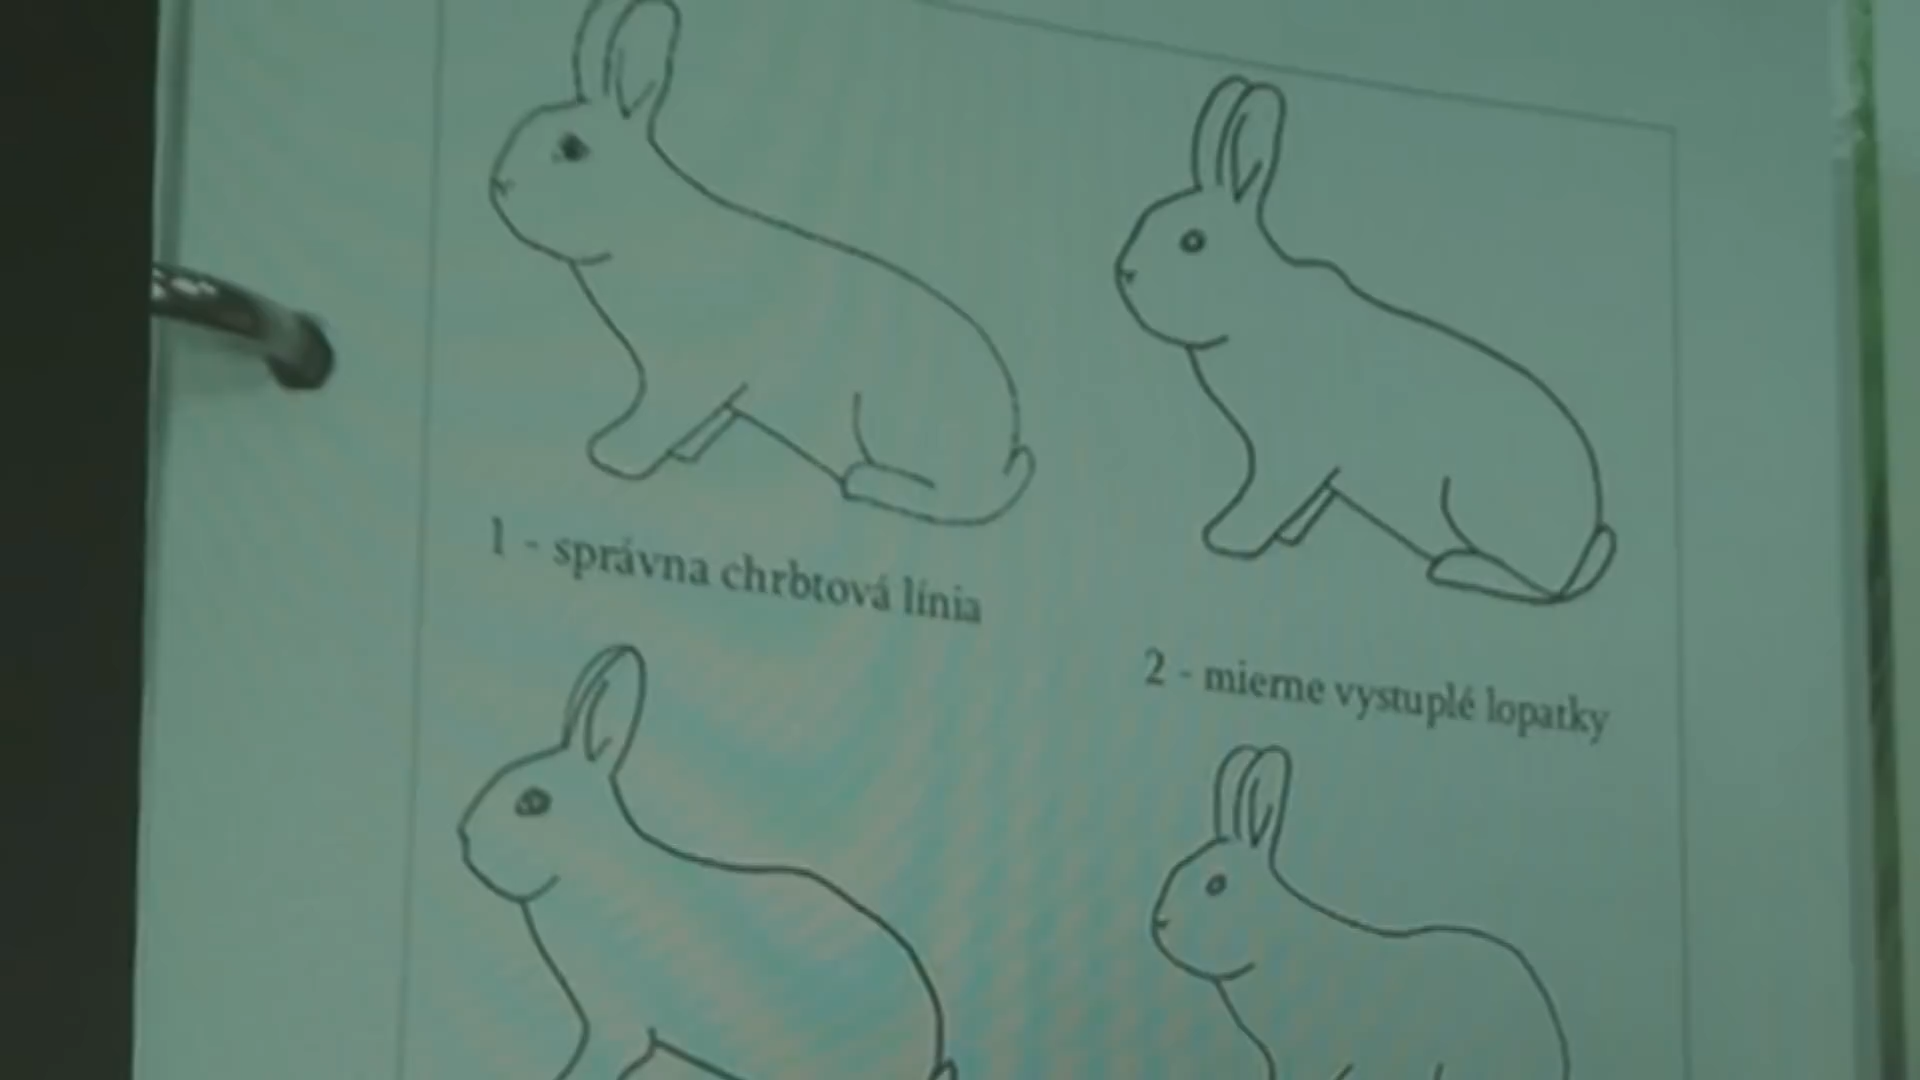 1 - správna chrbtová línia
2 - mierne vystuplé lopatky